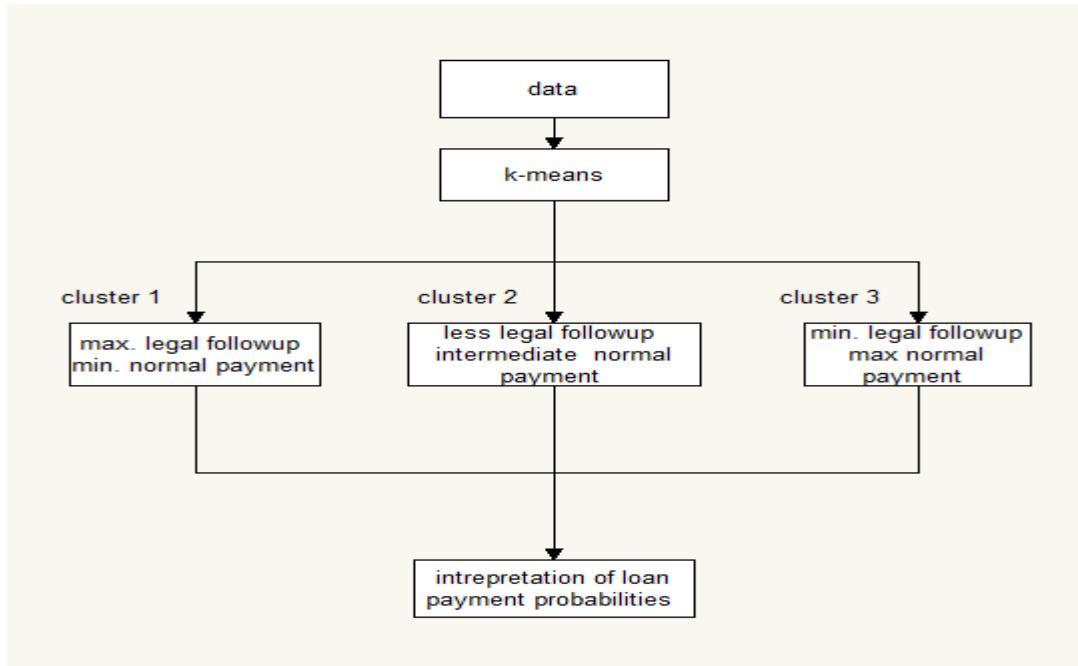 data
k-means
cluster 1
cluster 2
cluster 3
max. legal followup
min. normal payment
less legal followup
intermediate normal
payment
min. legal followup
max normal
payment
intrepretation of loan
payment probabilities